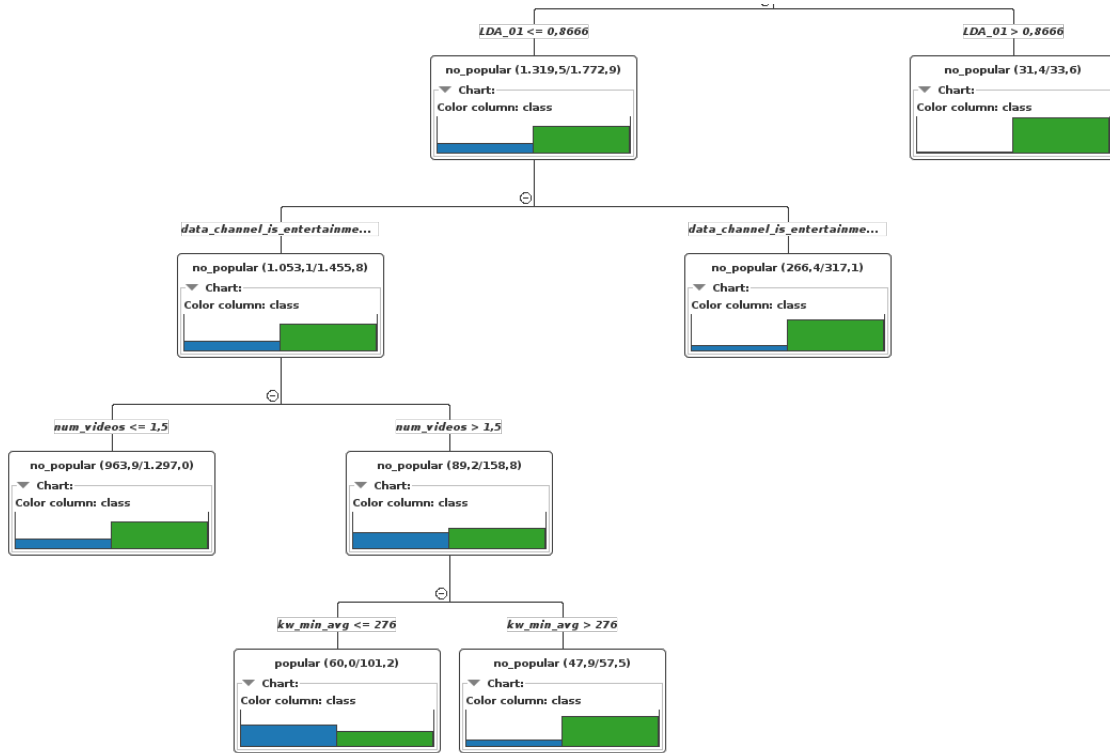 LDA_01 <= 0,8666
LDA_01 > 0,8666
no_popular (1.319,5/1.772,9)
Chart:
Color column: class
no_popular (31,4/33,6)
Chart:
Color column: class
data_channel_is_entertainme...
data_channel_is_entertainme...
no_popular (1.053,1/1.455,8)
Chart:
Color column: class
no_popular (266,4/317,1)
Chart:
Color column: class
num_videos <= 1,5
num_videos > 1,5
no_popular (963,9/1.297,0)
Chart:
Color column: class
no_popular (89,2/158,8)
Chart:
Color column: class
kw_min_avg <= 276
kw_min_avg > 276
popular (60,0/101,2)
Chart:
Color column: class
no_popular (47,9/57,5)
Chart:
Color column: class